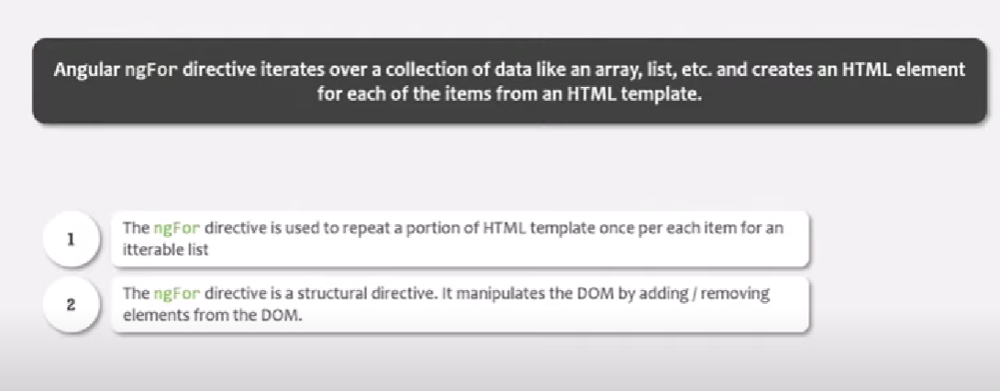 Angular ngFor directive iterates over a collection of data like an array, list, etc. and creates an HTML element
for each of the items from an HTML template.
1
The ngFor directive is used to repeat a portion of HTML template once per each item for an
itterable list
2
The ngFor directive is a structural directive. It manipulates the DOM by adding / removing
elements from the DOM.